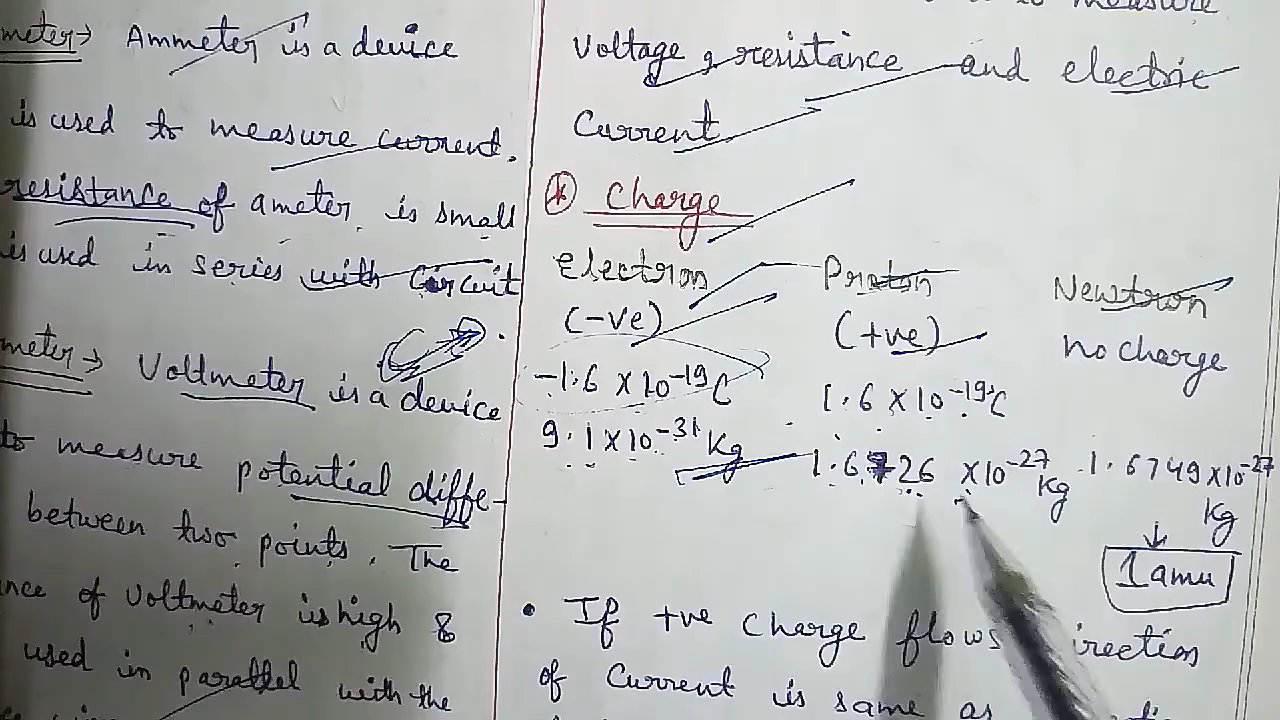 meter→ Ammeter is a device
is used to measure current.
resistance of ameter is small
is used in series with circuit
meter→ Voltmeter is a device
to measure potential diffe-
between two points. The
nce of voltmeter is high &
used in parallel with the
measure
voltage, resistance and electric
Current
* Charge
Electron Proton Newtron
(-ve) (+ve) no charge
-1.6 × 10⁻¹⁹C 1.6 × 10⁻¹⁹C
9.1 × 10⁻³¹ Kg 1.6726 × 10⁻²⁷ Kg 1.6749 × 10⁻²⁷ Kg
↓
1 amu
• If +ve charge flows irection
of Current is same as